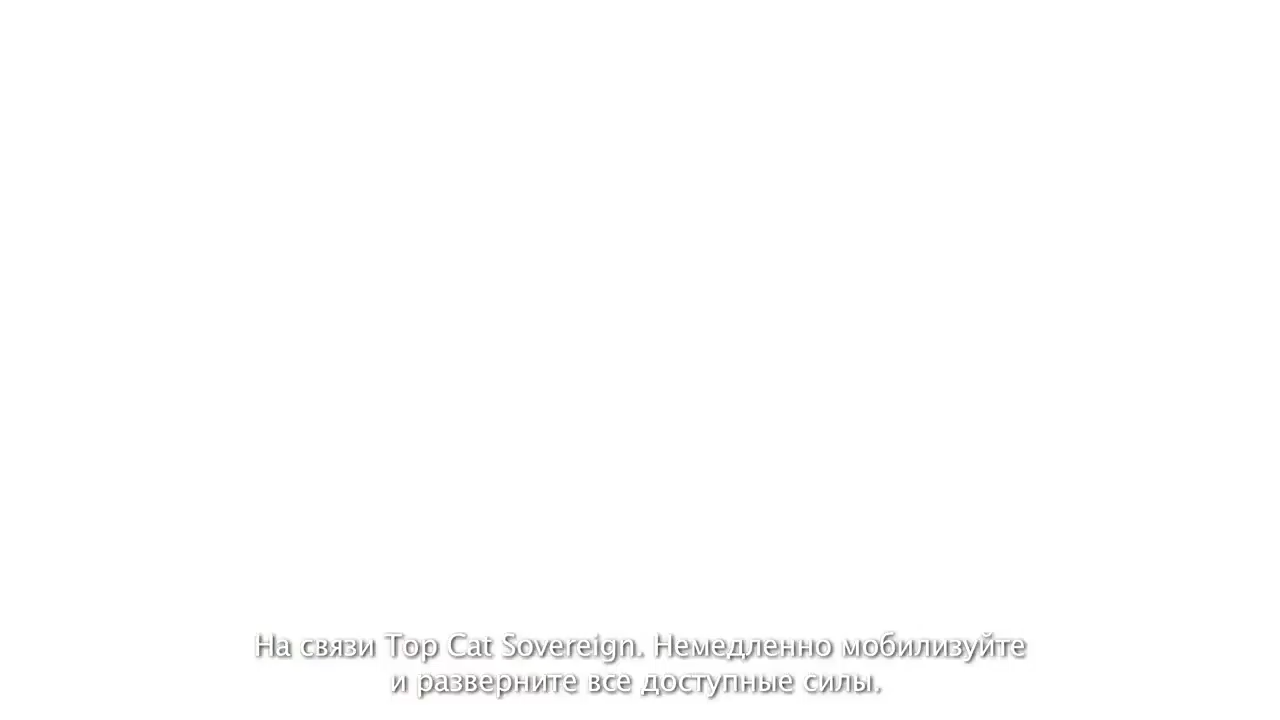 На связи Top Cat Sovereign. Немедленно мобилизуйте
и разверните все доступные силы.